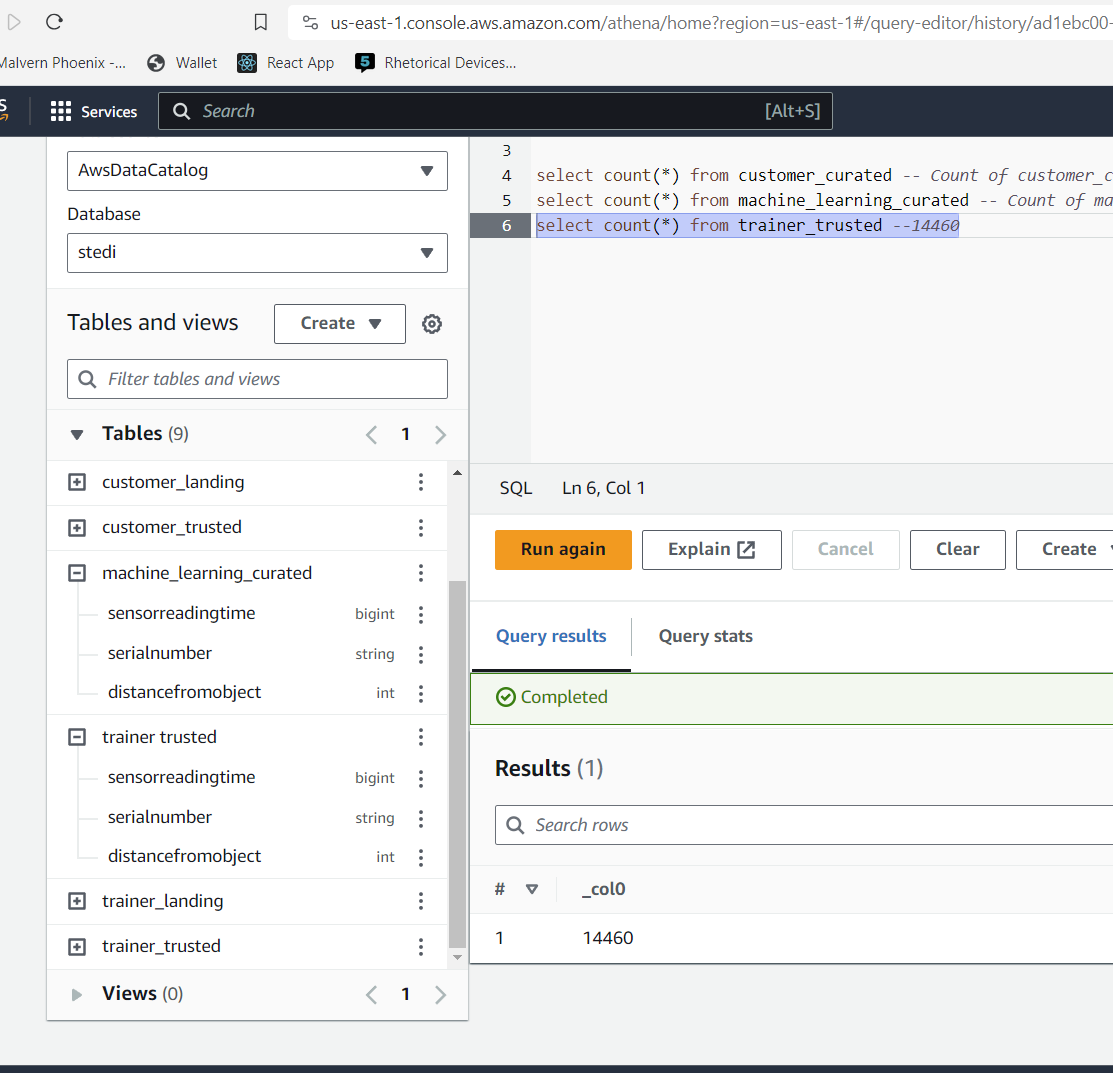 us-east-1.console.aws.amazon.com/athena/home?region=us-east-1#/query-editor/history/ad1ebc00-
Malvern Phoenix -...
Wallet
React App
Rhetorical Devices...
Services
Search
[Alt+S]
AwsDataCatalog
Database
stedi
Tables and views
Create
Filter tables and views
Tables (9)
1
customer_landing
customer_trusted
machine_learning_curated
sensorreadingtime bigint
serialnumber string
distancefromobject int
trainer trusted
sensorreadingtime bigint
serialnumber string
distancefromobject int
trainer_landing
trainer_trusted
Views (0)
1
3
4 select count(*) from customer_curated -- Count of customer_c
5 select count(*) from machine_learning_curated -- Count of ma
6 select count(*) from trainer_trusted --14460
SQL
Ln 6, Col 1
Run again
Explain
Cancel
Clear
Create
Query results
Query stats
Completed
Results (1)
Search rows
# _col0
1 14460